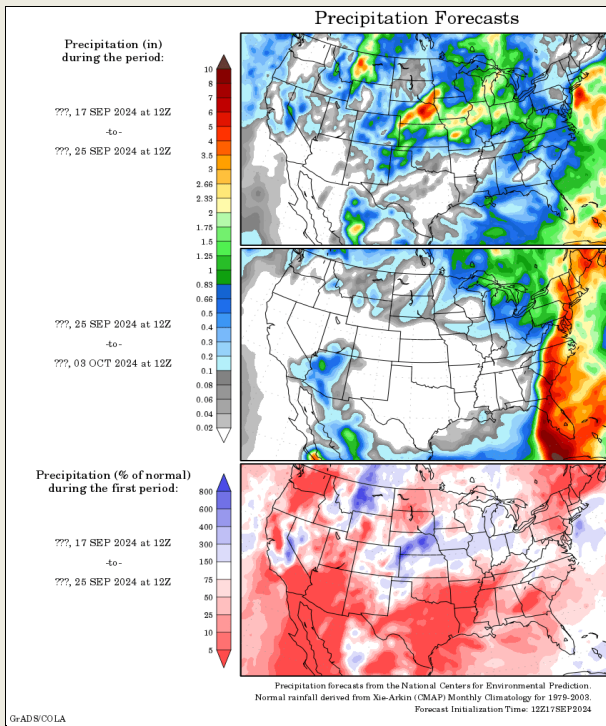 Precipitation Forecasts
Precipitation (in)
during the period:
???, 17 SEP 2024 at 12Z
-to-
???, 25 SEP 2024 at 12Z
10
8
7
6
5
4
3.5
3
2.66
2.33
2
1.75
1.5
1.25
1
0.83
0.66
0.5
0.4
0.3
0.2
0.1
0.08
0.06
0.04
0.02
???, 25 SEP 2024 at 12Z
-to-
???, 03 OCT 2024 at 12Z
Precipitation (% of normal)
during the first period:
???, 17 SEP 2024 at 12Z
-to-
???, 25 SEP 2024 at 12Z
800
600
400
300
150
75
50
25
10
5
Precipitation forecasts from the National Centers for Environmental Prediction.
Normal rainfall derived from Xie-Arkin (CMAP) Monthly Climatology for 1979-2003.
Forecast Initialization Time: 12Z17SEP2024
GrADS/COLA